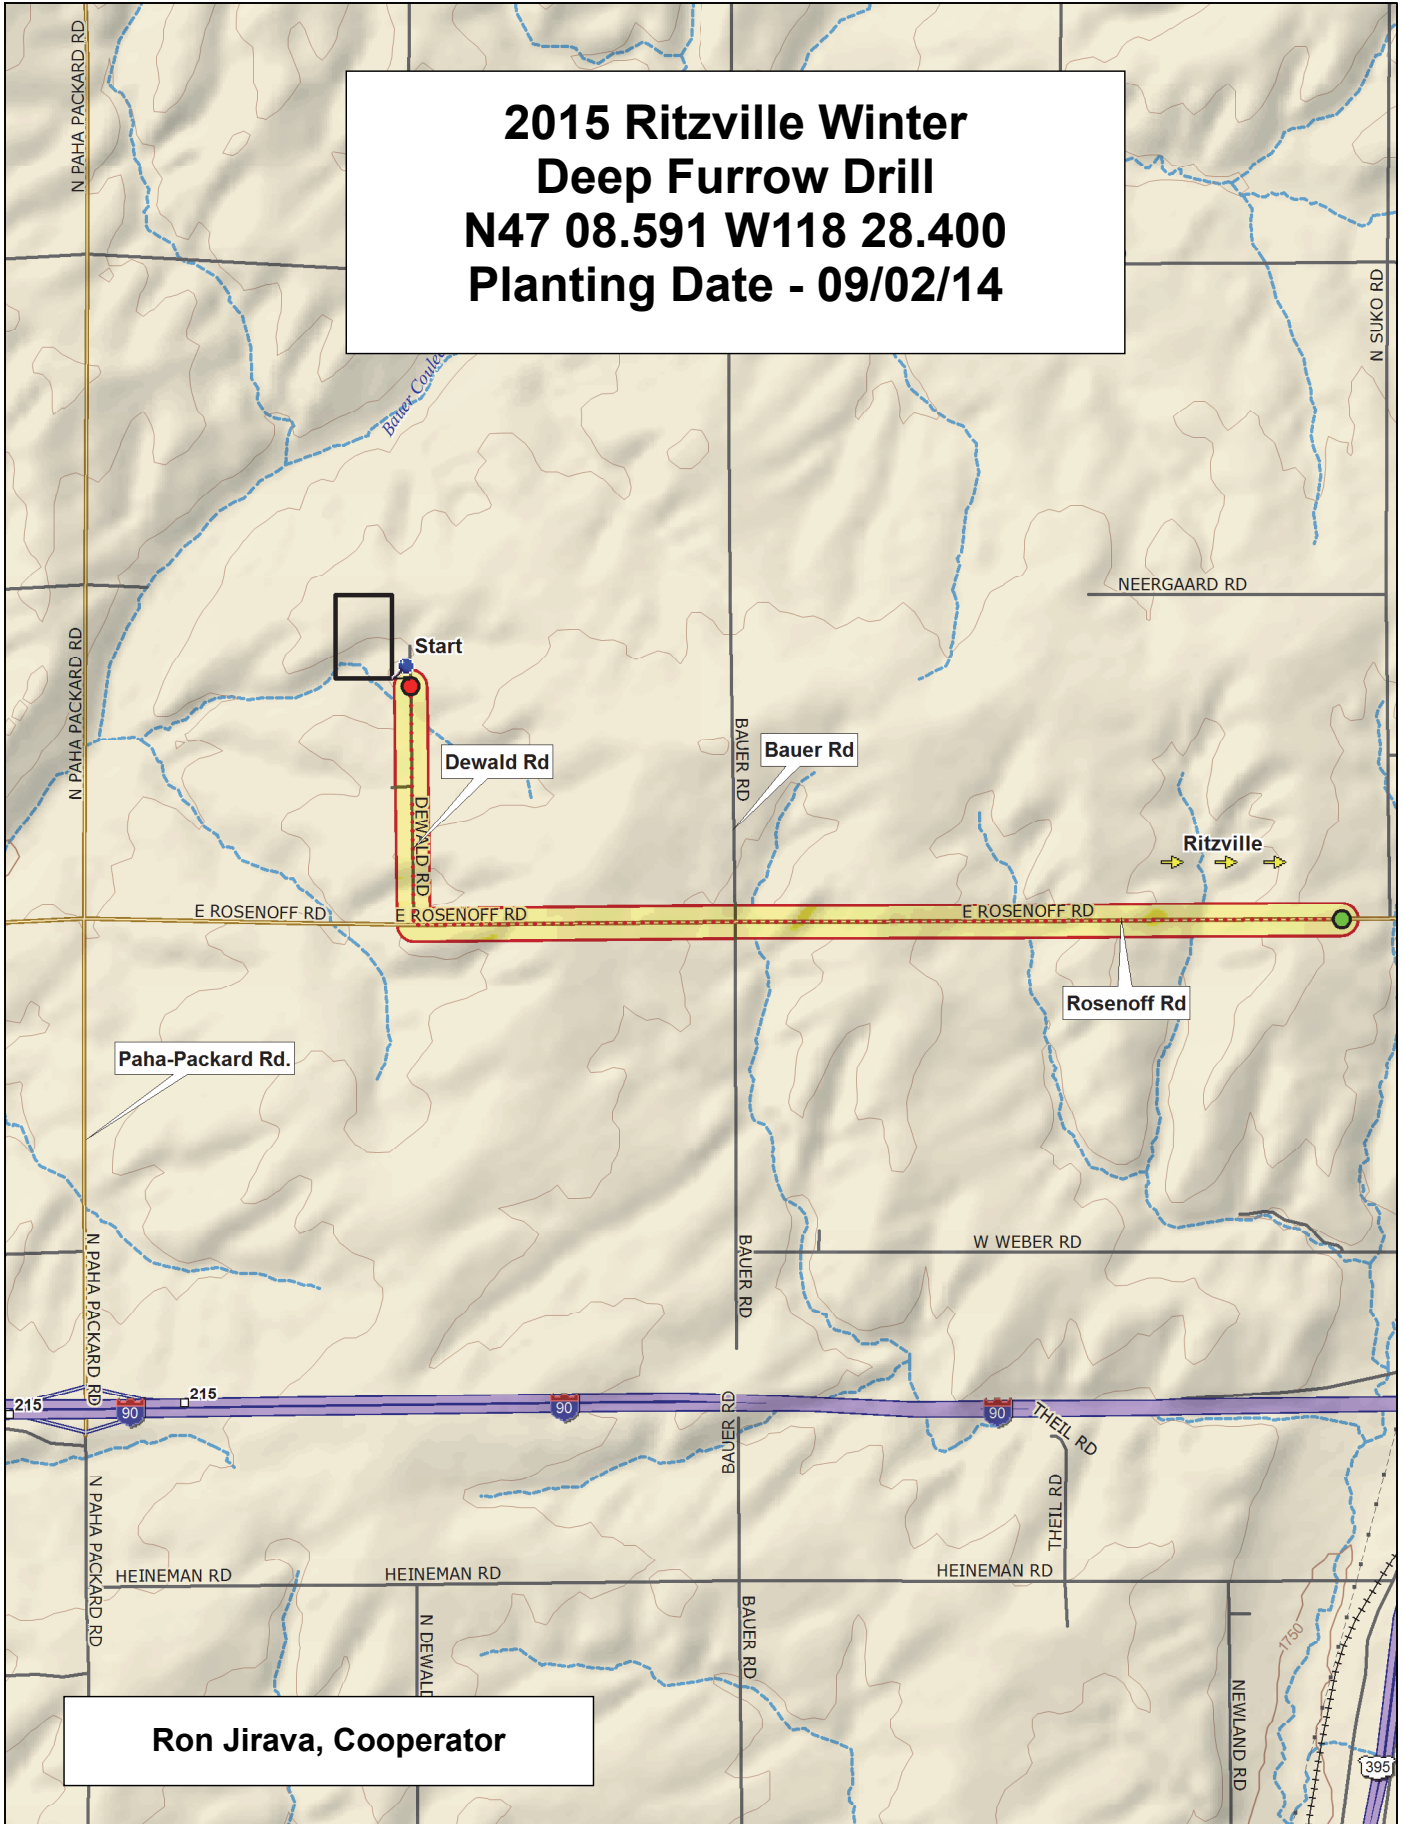 N PAHA PACKARD RD
2015 Ritzville Winter
Deep Furrow Drill
N47 08.591 W118 28.400
Planting Date - 09/02/14
N SUKO RD
Bauer Coulee
NEERGAARD RD
N PAHA PACKARD RD
Start
BAUER RD
Bauer Rd
Dewald Rd
DEWALD RD
Ritzville
E ROSENOFF RD
E ROSENOFF RD
E ROSENOFF RD
Rosenoff Rd
Paha-Packard Rd.
N PAHA PACKARD RD
BAUER RD
W WEBER RD
215
215
90
90
90
BAUER RD
THEIL RD
THEIL RD
N PAHA PACKARD RD
HEINEMAN RD
HEINEMAN RD
HEINEMAN RD
N DEWALD
BAUER RD
1750
NEWLAND RD
Ron Jirava, Cooperator
395